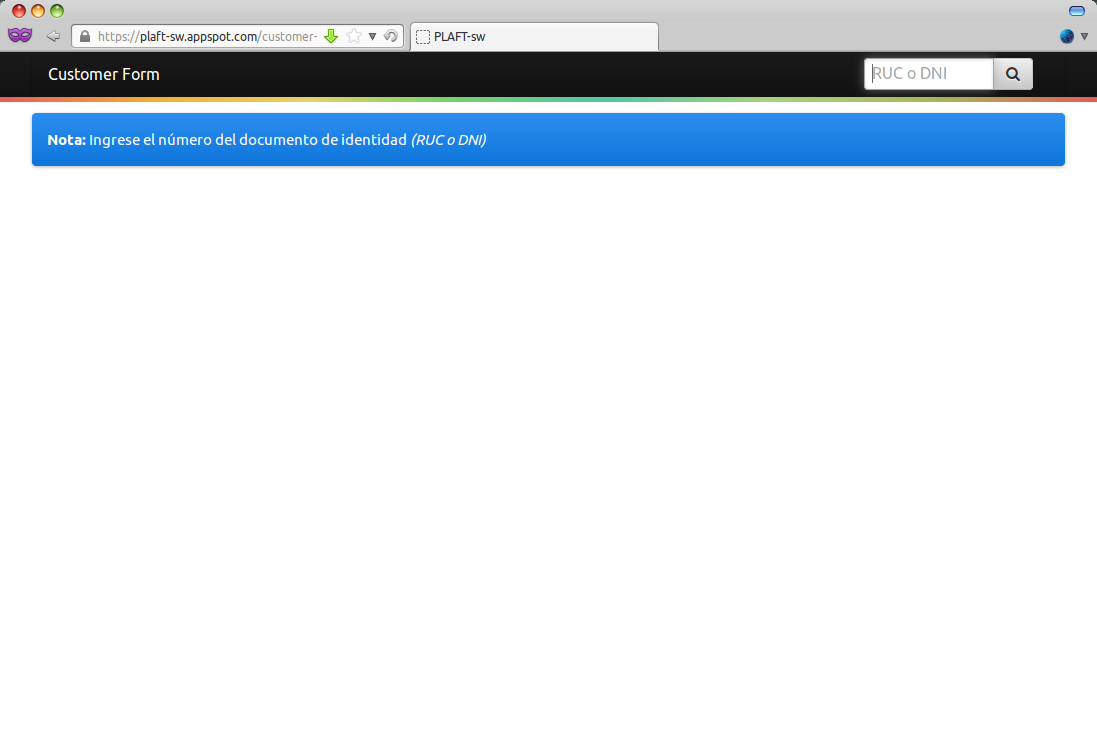 https://plaft-sw.appspot.com/customer-
PLAFT-sw
Customer Form
RUC o DNI
Nota: Ingrese el número del documento de identidad (RUC o DNI)